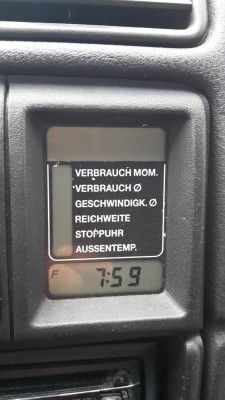 VERBRAUCH MOM.
VERBRAUCH Ø
GESCHWINDIGK. Ø
REICHWEITE
STOPPUHR
AUSSENTEMP.
F 7:59